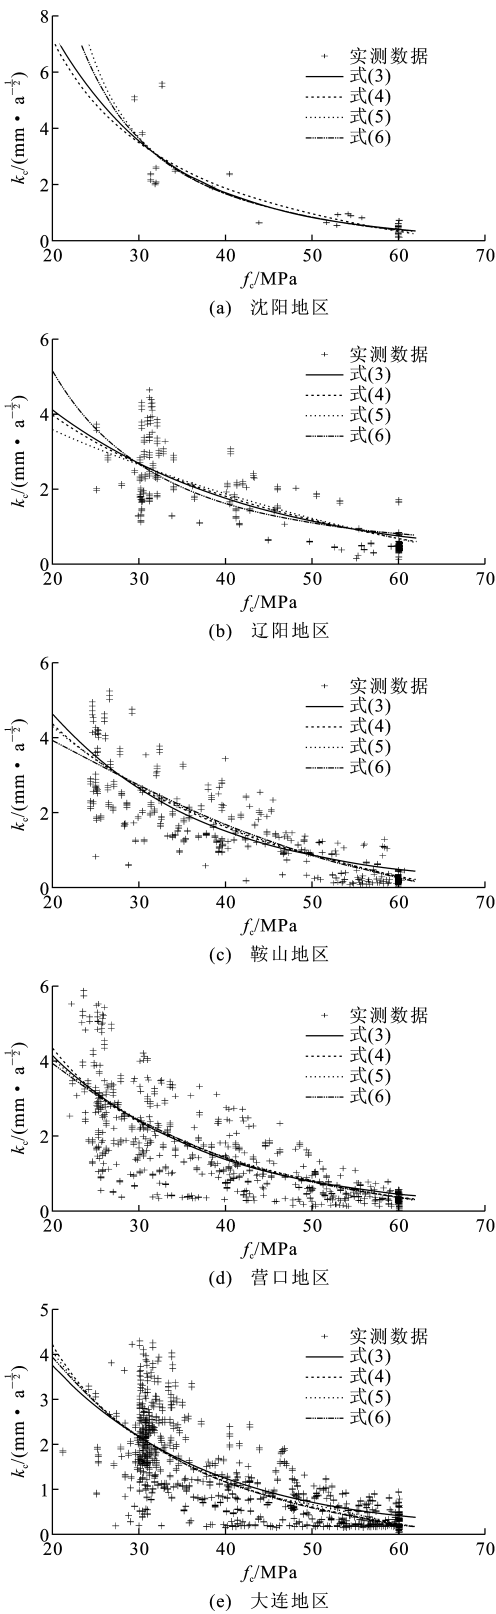 8
6
4
2
0
k_c/(mm·a^{-1/2})
实测数据
式(3)
式(4)
式(5)
式(6)
20 30 40 50 60 70
f_c/MPa
(a) 沈阳地区
6
4
2
0
k_c/(mm·a^{-1/2})
实测数据
式(3)
式(4)
式(5)
式(6)
20 30 40 50 60 70
f_c/MPa
(b) 辽阳地区
6
4
2
0
k_c/(mm·a^{-1/2})
实测数据
式(3)
式(4)
式(5)
式(6)
20 30 40 50 60 70
f_c/MPa
(c) 鞍山地区
6
4
2
0
k_c/(mm·a^{-1/2})
实测数据
式(3)
式(4)
式(5)
式(6)
20 30 40 50 60 70
f_c/MPa
(d) 营口地区
5
4
3
2
1
0
k_c/(mm·a^{-1/2})
实测数据
式(3)
式(4)
式(5)
式(6)
20 30 40 50 60 70
f_c/MPa
(e) 大连地区